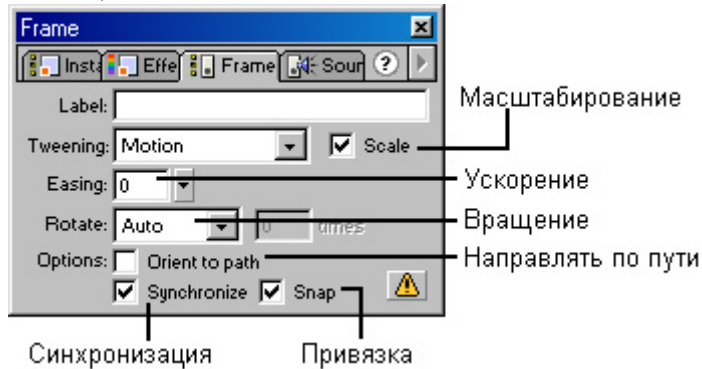 Frame
Insta Effe Frame Soun ?
Label:
Масштабирование
Tweening: Motion Scale
Easing: 0
Ускорение
Rotate: Auto 0 times
Вращение
Options: Orient to path
Направлять по пути
Synchronize Snap
Синхронизация Привязка